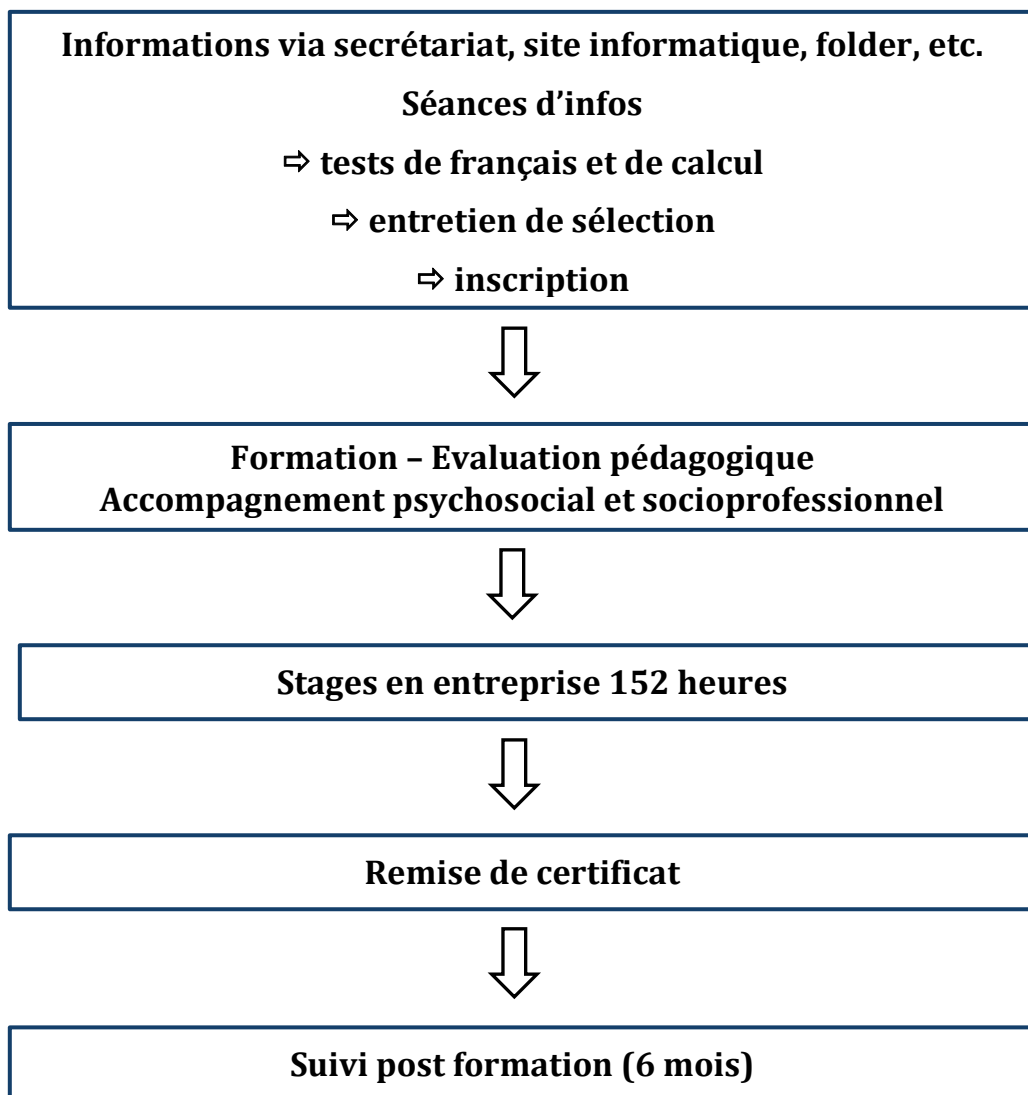 Informations via secrétariat, site informatique, folder, etc.
Séances d’infos
⇨ tests de français et de calcul
⇨ entretien de sélection
⇨ inscription
Formation – Evaluation pédagogique
Accompagnement psychosocial et socioprofessionnel
Stages en entreprise 152 heures
Remise de certificat
Suivi post formation (6 mois)